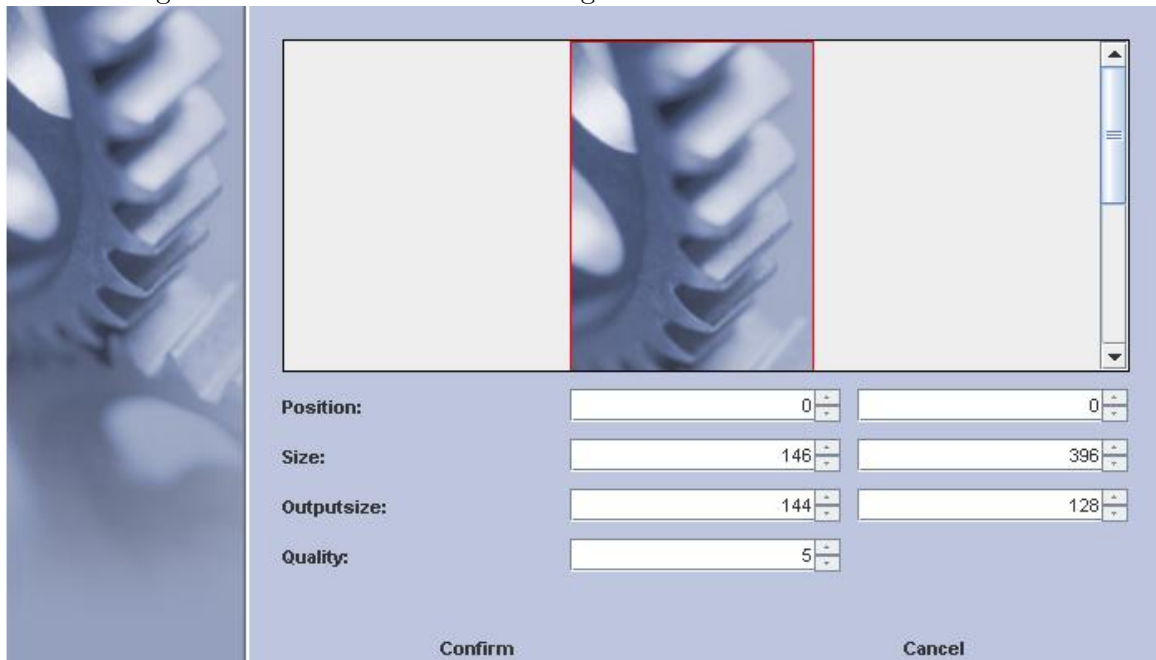 Position: 0 0
Size: 146 396
Outputsize: 144 128
Quality: 5
Confirm Cancel